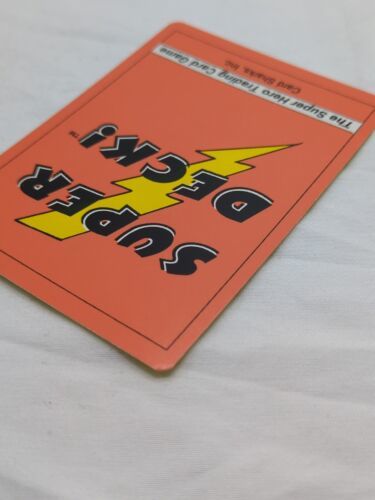 SUPER
DECK!™
The Super Hero Trading Card Game
Card Sharks, Inc.